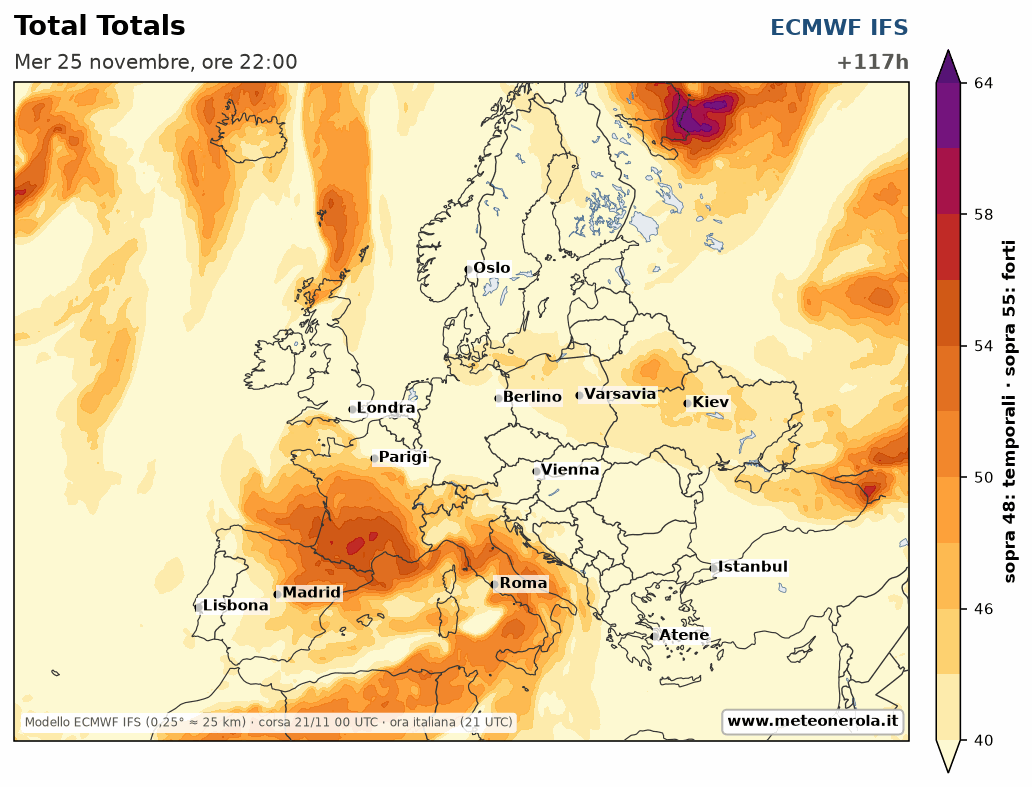 Total Totals
ECMWF IFS
Mer 25 novembre, ore 22:00
+117h
64
58
54
50
46
40
sopra 48: temporali · sopra 55: forti
Oslo
Berlino
Varsavia
Kiev
Londra
Parigi
Vienna
Istanbul
Roma
Madrid
Lisbona
Atene
Modello ECMWF IFS (0,25° ≈ 25 km) · corsa 21/11 00 UTC · ora italiana (21 UTC)
www.meteonerola.it